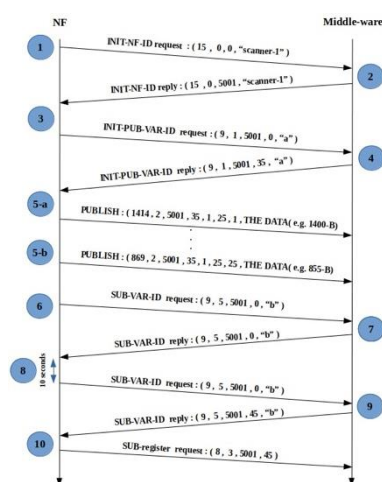 NF Middle-ware
1
INIT-NF-ID request : ( 15 , 0 , 0 , “scanner-1”)
2
INIT-NF-ID reply : ( 15 , 0 , 5001 , “scanner-1”)
3
INIT-PUB-VAR-ID request : ( 9 , 1 , 5001 , 0 , “a”)
4
INIT-PUB-VAR-ID reply : ( 9 , 1 , 5001 , 35 , “a”)
5-a
PUBLISH : ( 1414 , 2 , 5001 , 35 , 1 , 25 , 1 , THE DATA( e.g. 1400-B)
5-b
PUBLISH : ( 869 , 2 , 5001 , 35 , 1 , 25 , 25 , THE DATA( e.g. 855-B)
6
SUB-VAR-ID request : ( 9 , 5 , 5001 , 0 , “b”)
7
SUB-VAR-ID reply : ( 9 , 5 , 5001 , 0 , “b”)
8
10 seconds
SUB-VAR-ID request : ( 9 , 5 , 5001 , 0 , “b”)
9
SUB-VAR-ID reply : ( 9 , 5 , 5001 , 45 , “b”)
10
SUB-register request : ( 8 , 3 , 5001 , 45 )